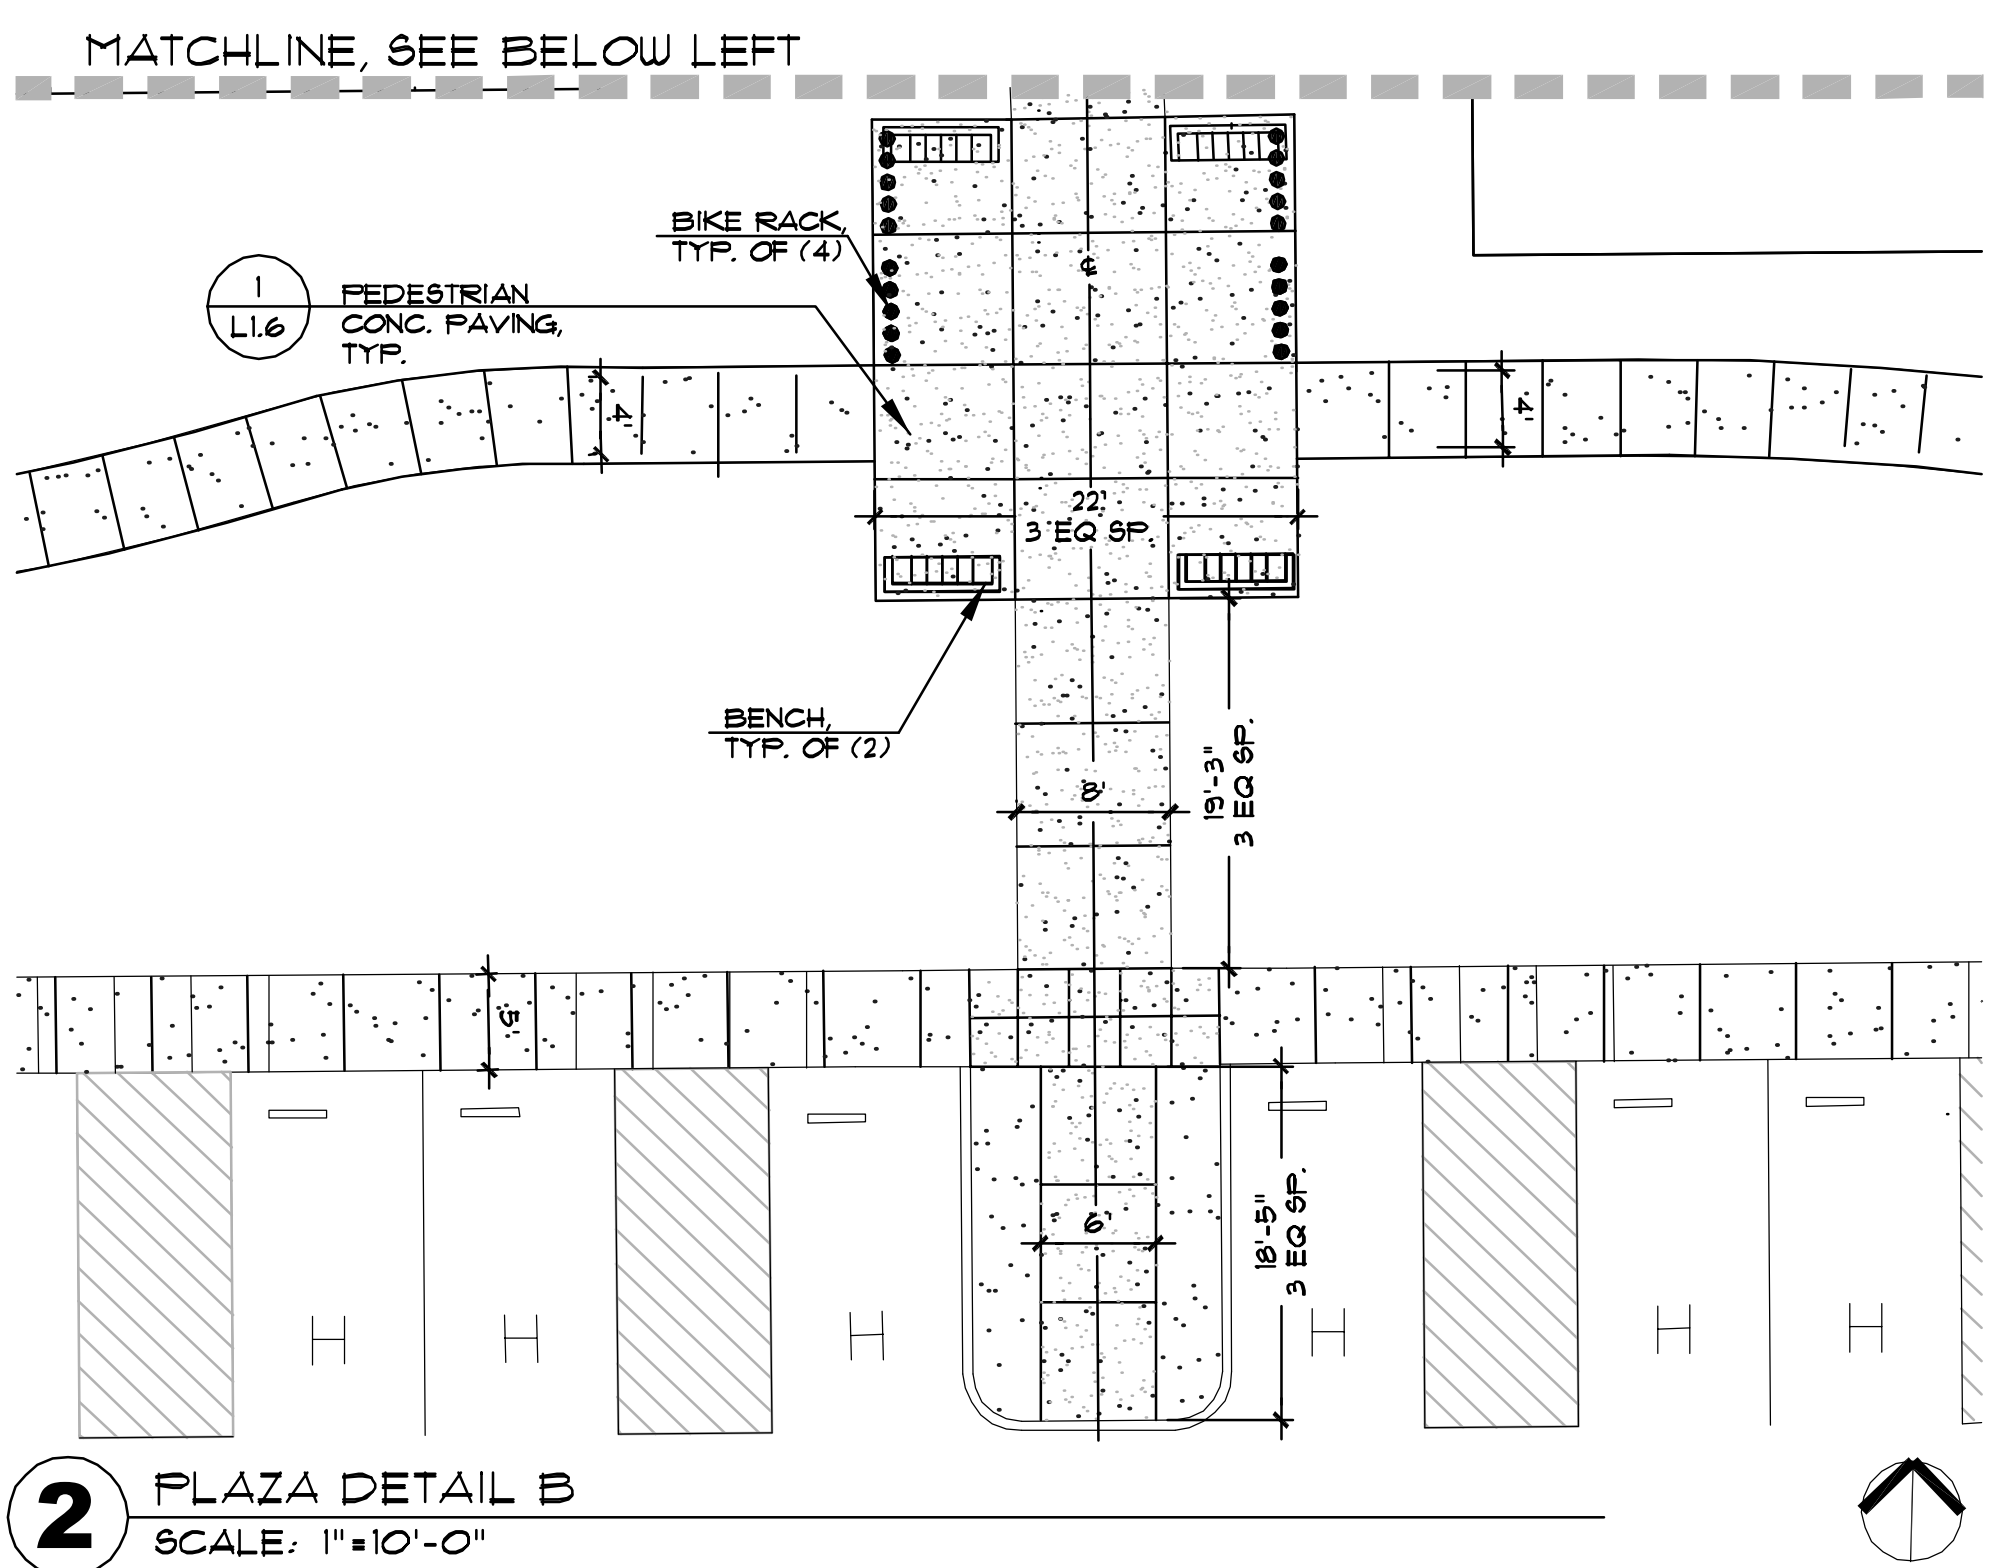 MATCHLINE, SEE BELOW LEFT
BIKE RACK,
TYP. OF (4)
1
L1.6
PEDESTRIAN
CONC. PAVING,
TYP.
4'
4'
22'
3 EQ SP.
BENCH,
TYP. OF (2)
8'
19'-3"
3 EQ SP.
5'
6'
18'-5"
3 EQ SP.
2
PLAZA DETAIL B
SCALE: 1"=10'-0"